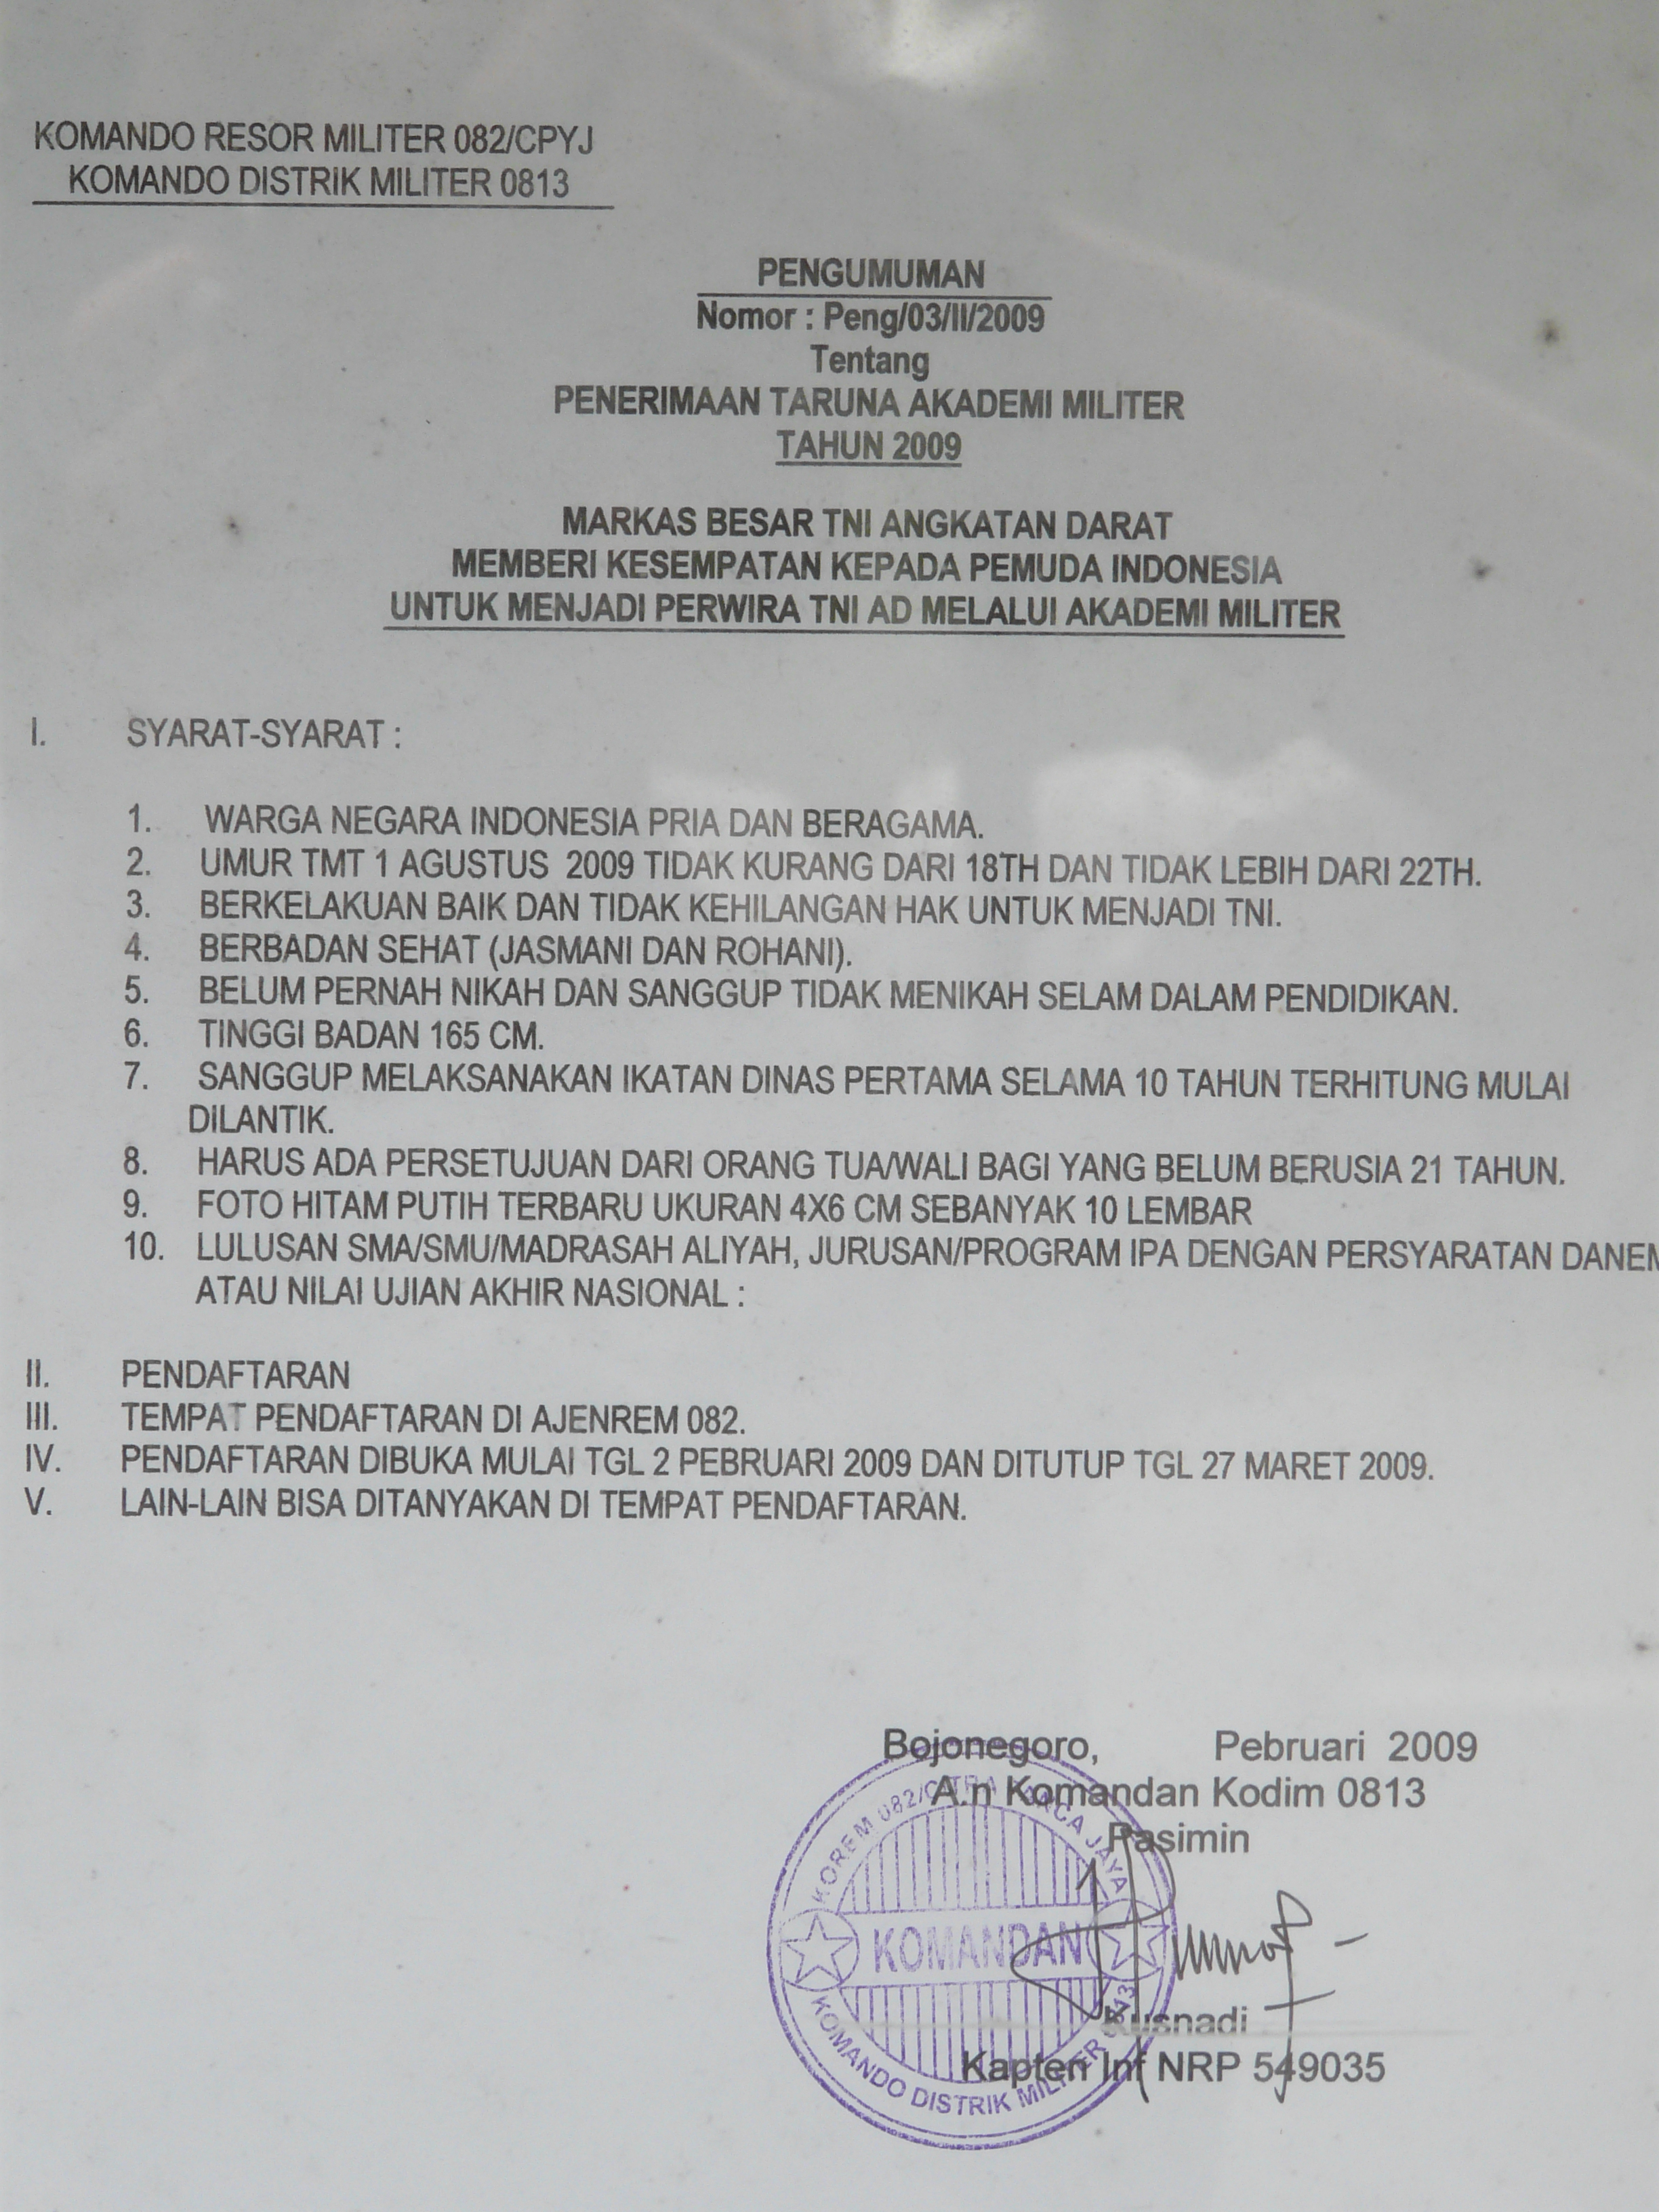 KOMANDO RESOR MILITER 082/CPYJ
KOMANDO DISTRIK MILITER 0813
PENGUMUMAN
Nomor : Peng/03/II/2009
Tentang
PENERIMAAN TARUNA AKADEMI MILITER
TAHUN 2009
MARKAS BESAR TNI ANGKATAN DARAT
MEMBERI KESEMPATAN KEPADA PEMUDA INDONESIA
UNTUK MENJADI PERWIRA TNI AD MELALUI AKADEMI MILITER
I. SYARAT-SYARAT :
1. WARGA NEGARA INDONESIA PRIA DAN BERAGAMA.
2. UMUR TMT 1 AGUSTUS 2009 TIDAK KURANG DARI 18TH DAN TIDAK LEBIH DARI 22TH.
3. BERKELAKUAN BAIK DAN TIDAK KEHILANGAN HAK UNTUK MENJADI TNI.
4. BERBADAN SEHAT (JASMANI DAN ROHANI).
5. BELUM PERNAH NIKAH DAN SANGGUP TIDAK MENIKAH SELAM DALAM PENDIDIKAN.
6. TINGGI BADAN 165 CM.
7. SANGGUP MELAKSANAKAN IKATAN DINAS PERTAMA SELAMA 10 TAHUN TERHITUNG MULAI
DILANTIK.
8. HARUS ADA PERSETUJUAN DARI ORANG TUA/WALI BAGI YANG BELUM BERUSIA 21 TAHUN.
9. FOTO HITAM PUTIH TERBARU UKURAN 4X6 CM SEBANYAK 10 LEMBAR
10. LULUSAN SMA/SMU/MADRASAH ALIYAH, JURUSAN/PROGRAM IPA DENGAN PERSYARATAN DANEM
ATAU NILAI UJIAN AKHIR NASIONAL :
II. PENDAFTARAN
III. TEMPAT PENDAFTARAN DI AJENREM 082.
IV. PENDAFTARAN DIBUKA MULAI TGL 2 PEBRUARI 2009 DAN DITUTUP TGL 27 MARET 2009.
V. LAIN-LAIN BISA DITANYAKAN DI TEMPAT PENDAFTARAN.
Bojonegoro, Pebruari 2009
A.n Komandan Kodim 0813
Pasimin
KOREM 082/CITRA PANCA JAYA
KOMANDAN
KOMANDO DISTRIK MILITER 0813
Kusnadi
Kapten Inf NRP 549035